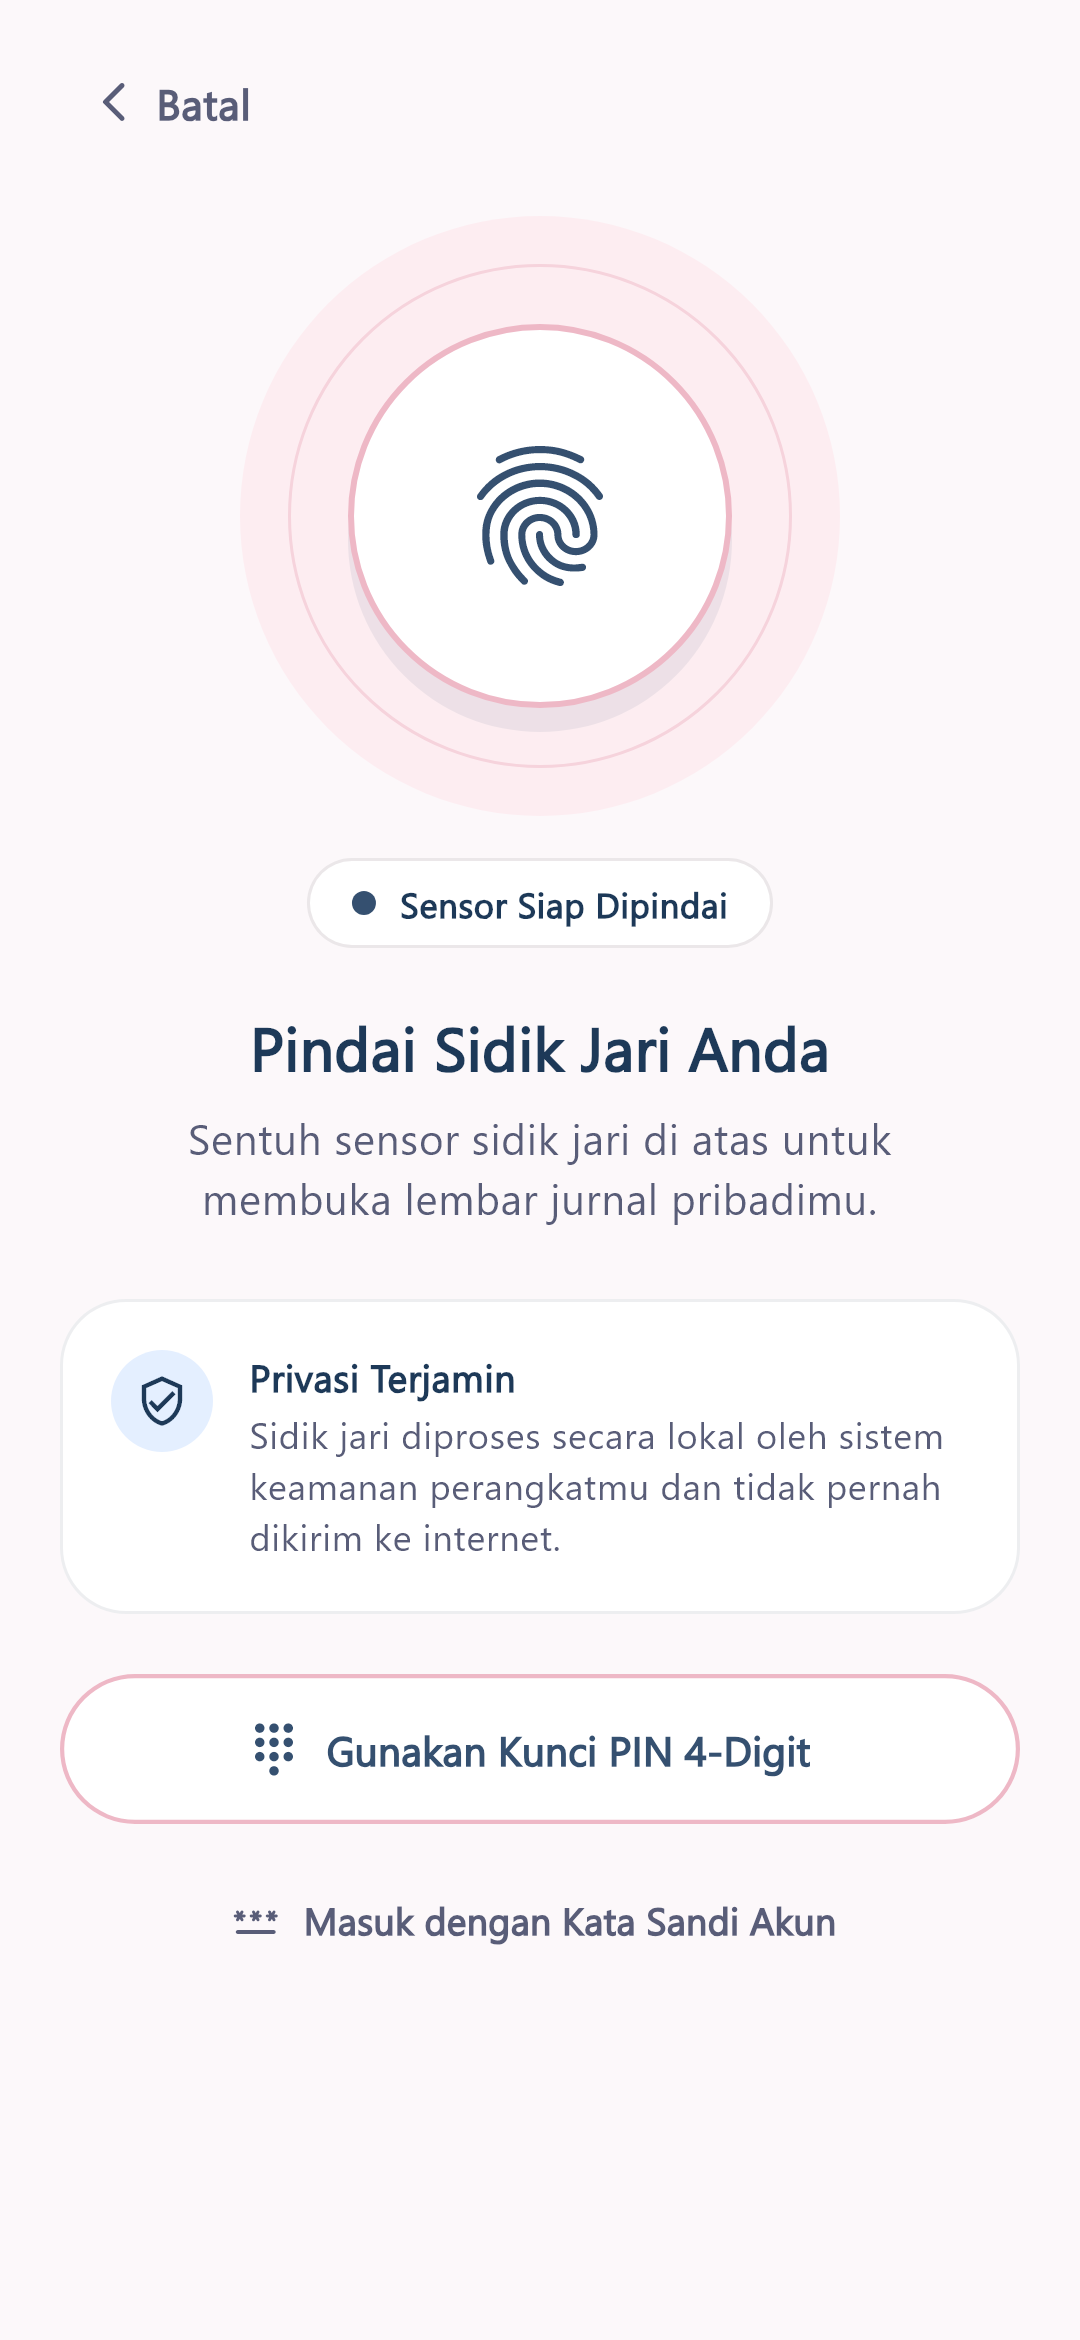 Batal
Sensor Siap Dipindai
Pindai Sidik Jari Anda
Sentuh sensor sidik jari di atas untuk
membuka lembar jurnal pribadimu.
Privasi Terjamin
Sidik jari diproses secara lokal oleh sistem
keamanan perangkatmu dan tidak pernah
dikirim ke internet.
Gunakan Kunci PIN 4-Digit
Masuk dengan Kata Sandi Akun